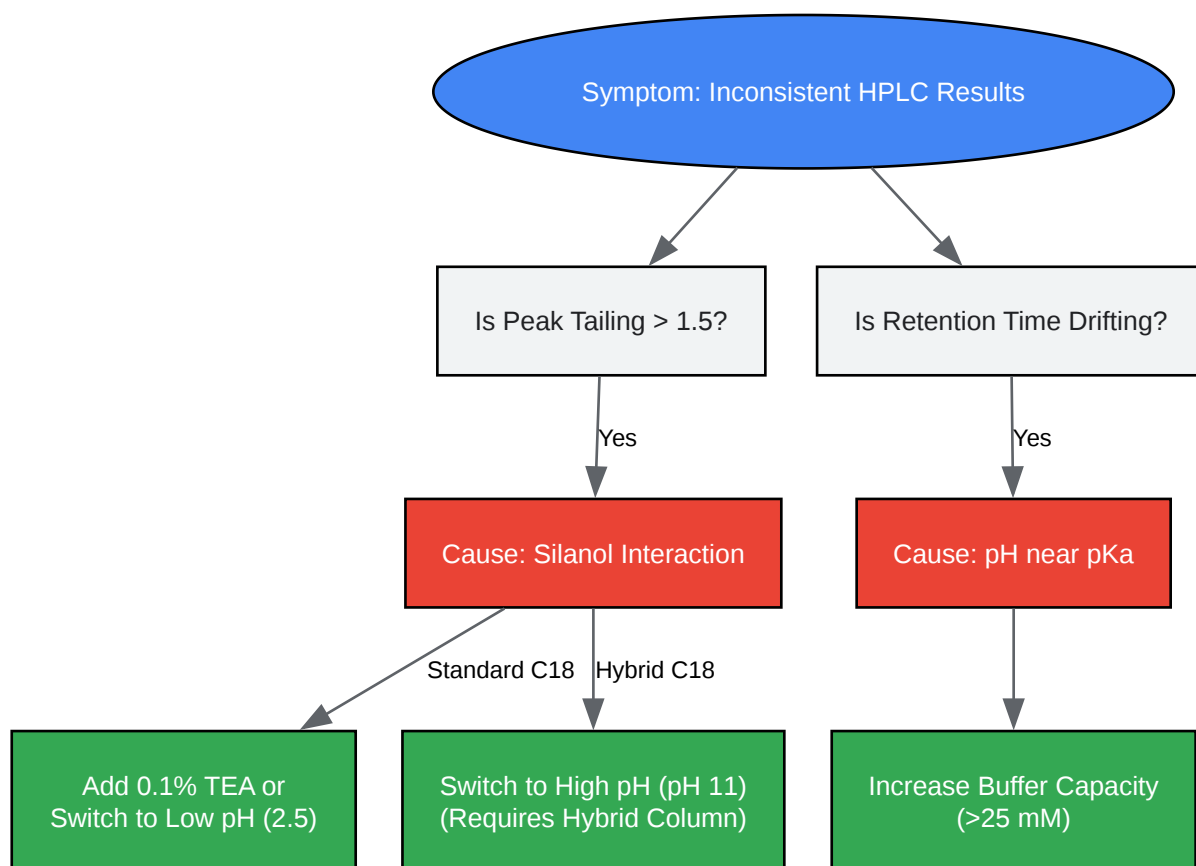 Symptom: Inconsistent HPLC Results
Is Peak Tailing > 1.5?
Is Retention Time Drifting?
Yes
Yes
Cause: Silanol Interaction
Cause: pH near pKa
Standard C18
Hybrid C18
Add 0.1% TEA or
Switch to Low pH (2.5)
Switch to High pH (pH 11)
(Requires Hybrid Column)
Increase Buffer Capacity
(>25 mM)